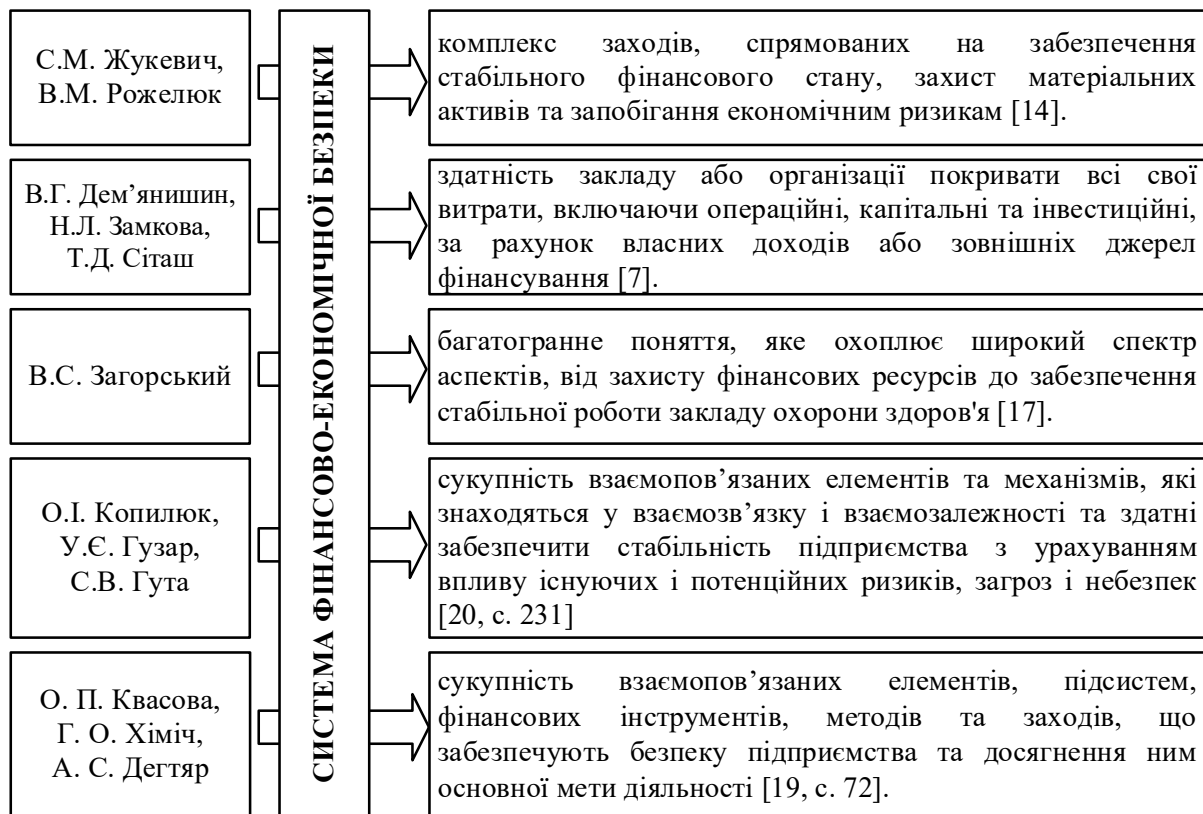 С.М. Жукевич,
В.М. Рожелюк
комплекс заходів, спрямованих на забезпечення
стабільного фінансового стану, захист матеріальних
активів та запобігання економічним ризикам [14].
В.Г. Дем’янишин,
Н.Л. Замкова,
Т.Д. Сіташ
здатність закладу або організації покривати всі свої
витрати, включаючи операційні, капітальні та інвестиційні,
за рахунок власних доходів або зовнішніх джерел
фінансування [7].
В.С. Загорський
багатогранне поняття, яке охоплює широкий спектр
аспектів, від захисту фінансових ресурсів до забезпечення
стабільної роботи закладу охорони здоров'я [17].
О.І. Копилюк,
У.Є. Гузар,
С.В. Гута
сукупність взаємопов’язаних елементів та механізмів, які
знаходяться у взаємозв’язку і взаємозалежності та здатні
забезпечити стабільність підприємства з урахуванням
впливу існуючих і потенційних ризиків, загроз і небезпек
[20, с. 231]
О. П. Квасова,
Г. О. Хіміч,
А. С. Дегтяр
сукупність взаємопов’язаних елементів, підсистем,
фінансових інструментів, методів та заходів, що
забезпечують безпеку підприємства та досягнення ним
основної мети діяльності [19, с. 72].
СИСТЕМА ФІНАНСОВО-ЕКОНОМІЧНОЇ БЕЗПЕКИ